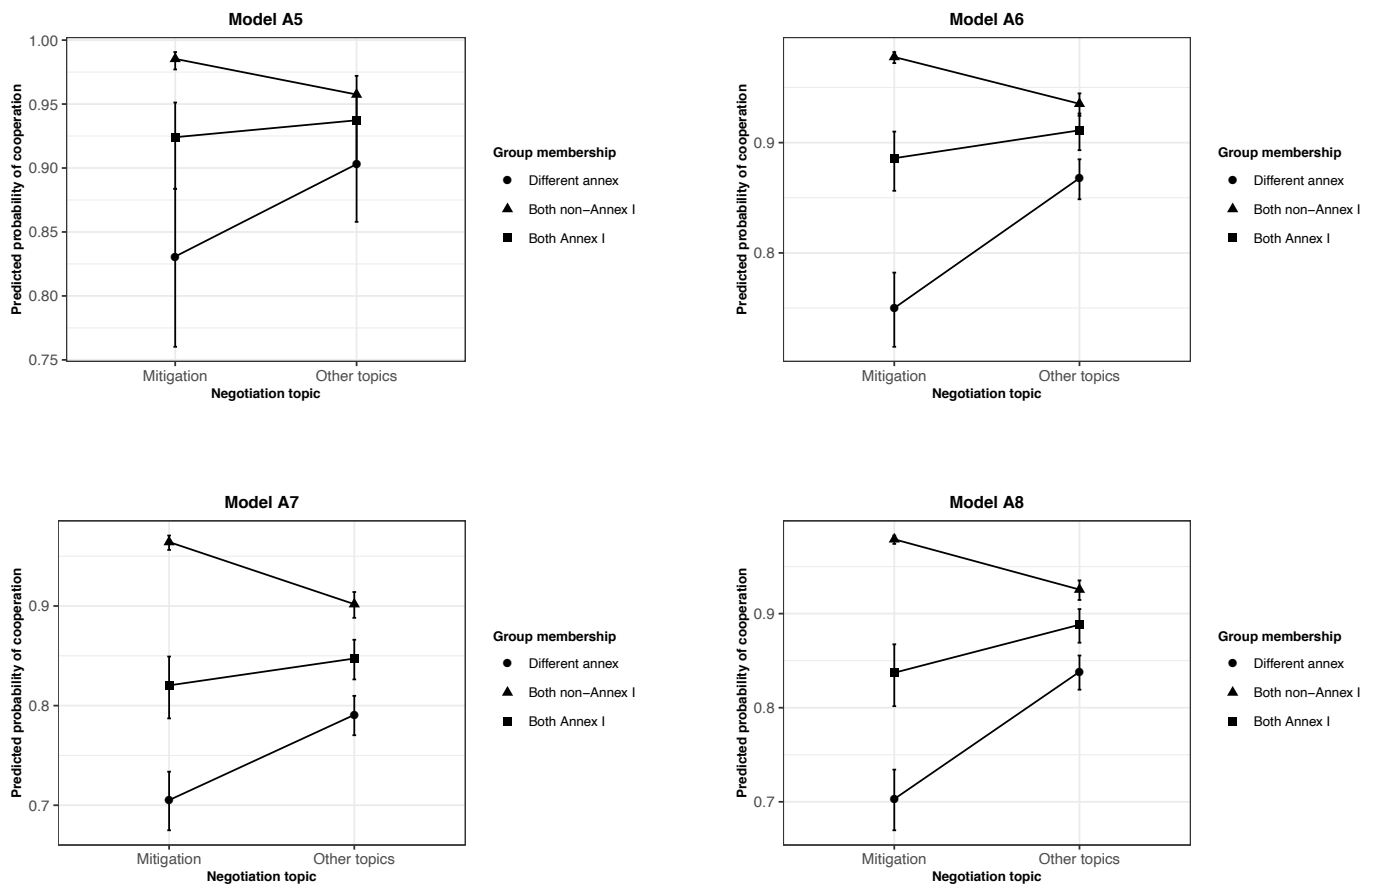 Model A5
Predicted probability of cooperation
1.00
0.95
0.90
0.85
0.80
0.75
Mitigation
Other topics
Negotiation topic
Group membership
Different annex
Both non−Annex I
Both Annex I
Model A6
Predicted probability of cooperation
0.9
0.8
Mitigation
Other topics
Negotiation topic
Group membership
Different annex
Both non−Annex I
Both Annex I
Model A7
Predicted probability of cooperation
0.9
0.8
0.7
Mitigation
Other topics
Negotiation topic
Group membership
Different annex
Both non−Annex I
Both Annex I
Model A8
Predicted probability of cooperation
0.9
0.8
0.7
Mitigation
Other topics
Negotiation topic
Group membership
Different annex
Both non−Annex I
Both Annex I